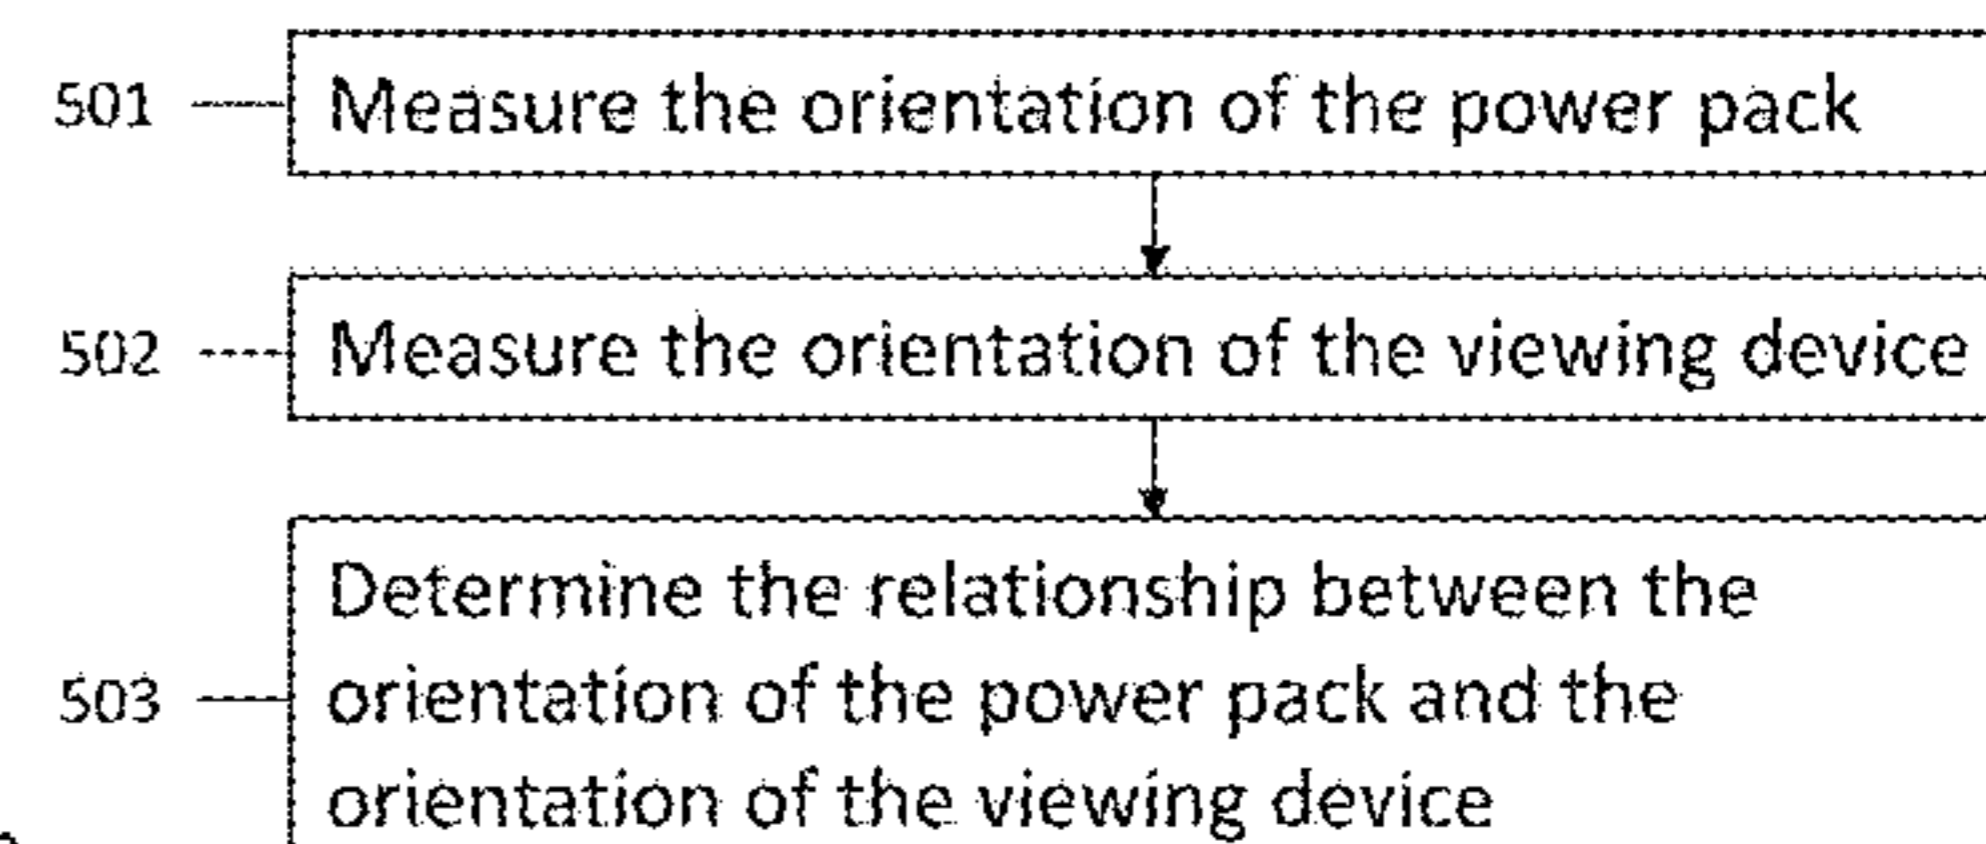 501 Measure the orientation of the power pack
502 Measure the orientation of the viewing device
Determine the relationship between the
503 orientation of the power pack and the
orientation of the viewing device